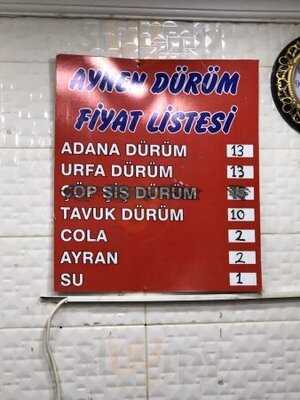 AYNEN DÜRÜM
FİYAT LİSTESİ
ADANA DÜRÜM 13
URFA DÜRÜM 13
ÇÖP ŞİŞ DÜRÜM
TAVUK DÜRÜM 10
COLA 2
AYRAN 2
SU 1